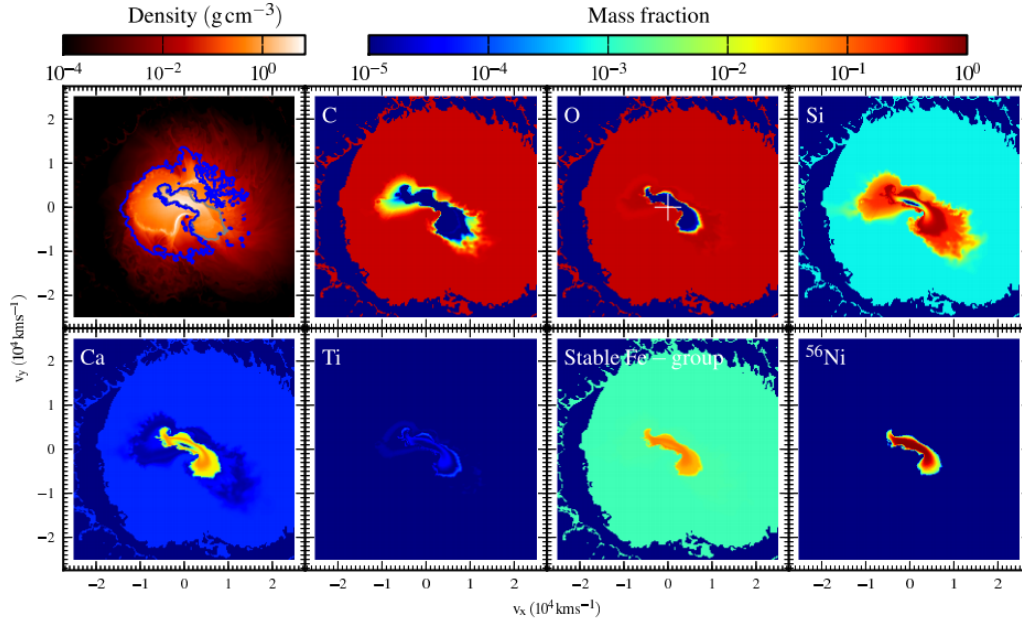 Density (g cm−3) Mass fraction
10−4 10−2 100 10−5 10−4 10−3 10−2 10−1 100
C O Si
2
1
0
−1
−2
Ca Ti Stable Fe − group 56Ni
2
1
0
−1
−2
−2 −1 0 1 2 −2 −1 0 1 2 −2 −1 0 1 2 −2 −1 0 1 2
vy (104 kms−1)
vx (104 kms−1)